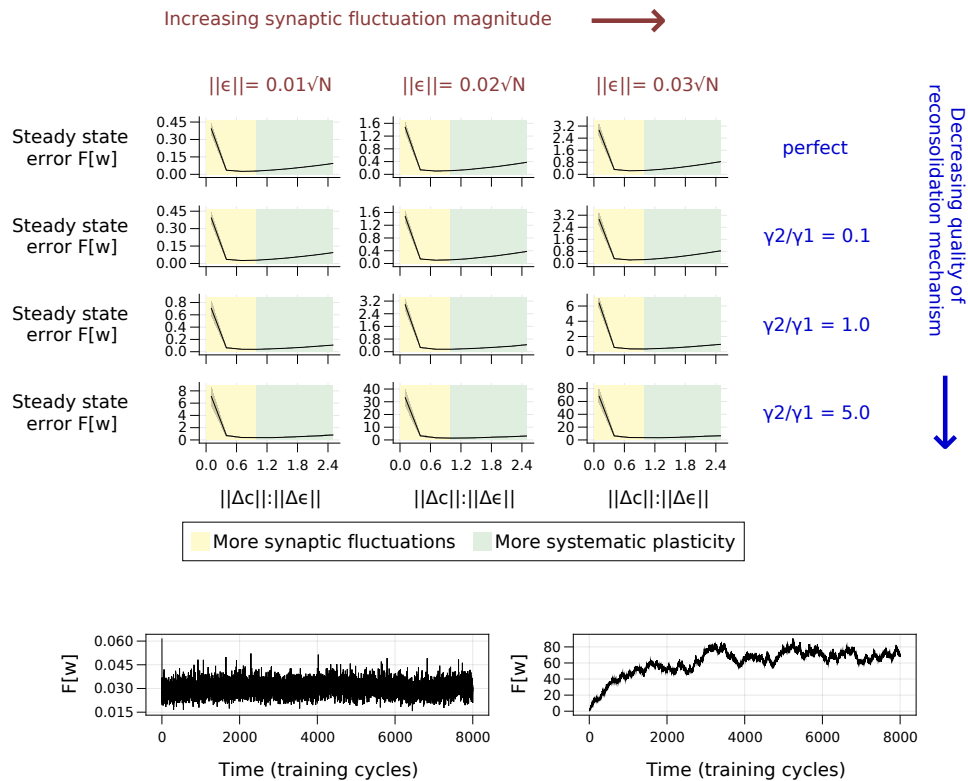 Increasing synaptic fluctuation magnitude
||ϵ||= 0.01√N
||ϵ||= 0.02√N
||ϵ||= 0.03√N
Decreasing quality of
reconsolidation mechanism
Steady state
error F[w]
0.45
0.30
0.15
0.00
1.6
1.2
0.8
0.4
0.0
3.2
2.4
1.6
0.8
0.0
perfect
Steady state
error F[w]
0.45
0.30
0.15
0.00
1.6
1.2
0.8
0.4
0.0
3.2
2.4
1.6
0.8
0.0
γ2/γ1 = 0.1
Steady state
error F[w]
0.8
0.6
0.4
0.2
0.0
3.2
2.4
1.6
0.8
0.0
6
4
2
0
γ2/γ1 = 1.0
Steady state
error F[w]
8
6
4
2
0
40
30
20
10
0
80
60
40
20
0
γ2/γ1 = 5.0
0.0 0.6 1.2 1.8 2.4
0.0 0.6 1.2 1.8 2.4
0.0 0.6 1.2 1.8 2.4
||Δc||:||Δϵ||
||Δc||:||Δϵ||
||Δc||:||Δϵ||
More synaptic fluctuations
More systematic plasticity
F[w]
0.060
0.045
0.030
0.015
0 2000 4000 6000 8000
Time (training cycles)
F[w]
80
60
40
20
0
0 2000 4000 6000 8000
Time (training cycles)